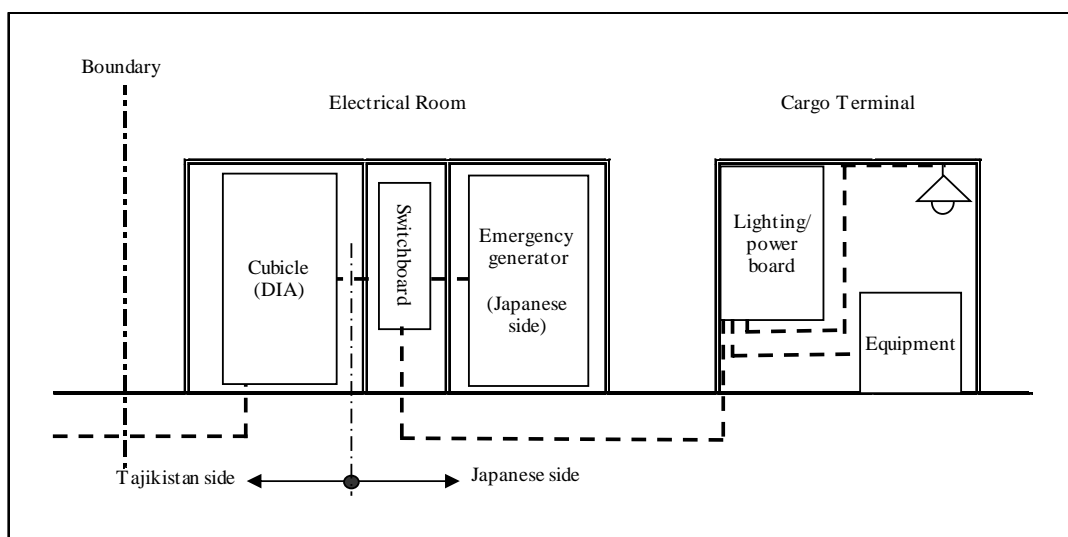 Boundary
Electrical Room
Cargo Terminal
Cubicle
(DIA)
Switchboard
Emergency
generator
(Japanese
side)
Lighting/
power
board
Equipment
Tajikistan side
Japanese side